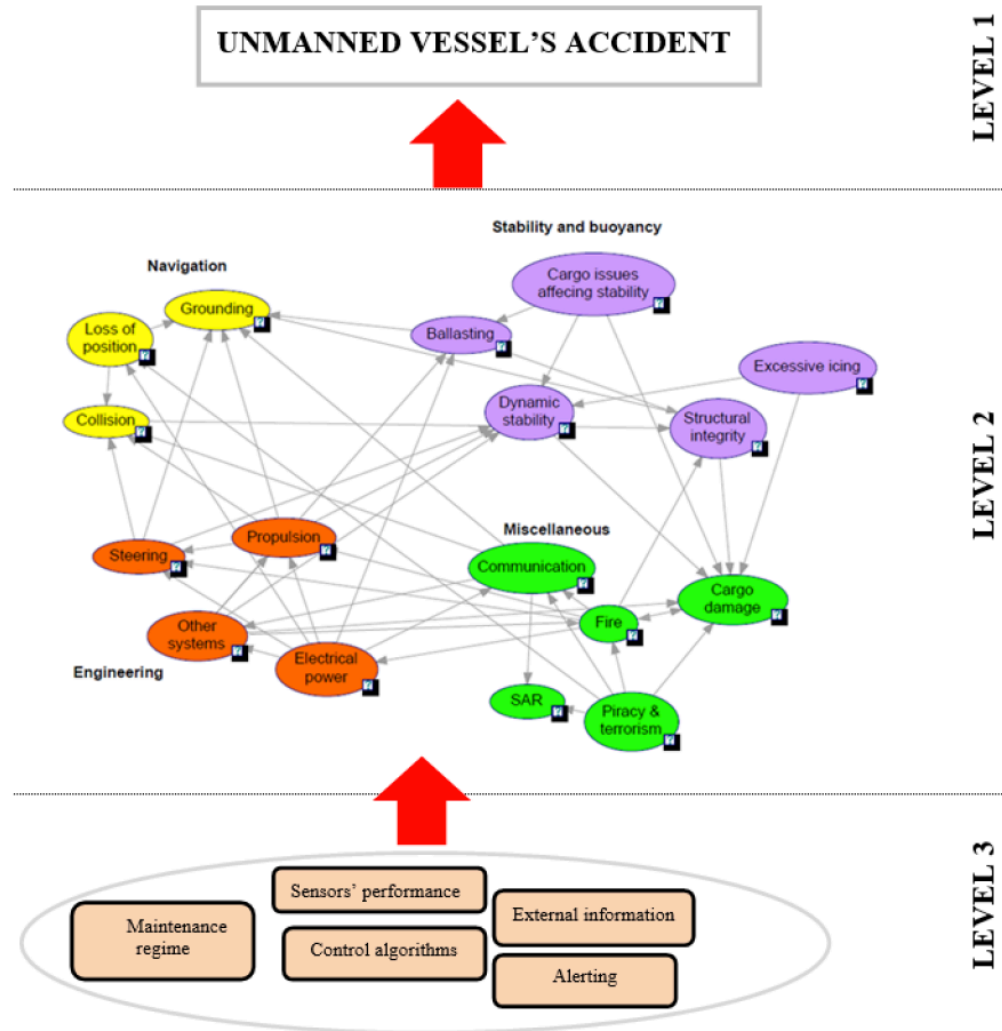 UNMANNED VESSEL'S ACCIDENT
LEVEL 1
Stability and buoyancy
Navigation
Cargo issues
affecing stability
Grounding
Loss of
position
Ballasting
Excessive icing
Dynamic
stability
Collision
Structural
integrity
LEVEL 2
Miscellaneous
Propulsion
Steering
Communication
Cargo
damage
Other
systems
Fire
Electrical
power
Engineering
SAR
Piracy &
terrorism
Sensors' performance
External information
Maintenance
regime
Control algorithms
Alerting
LEVEL 3